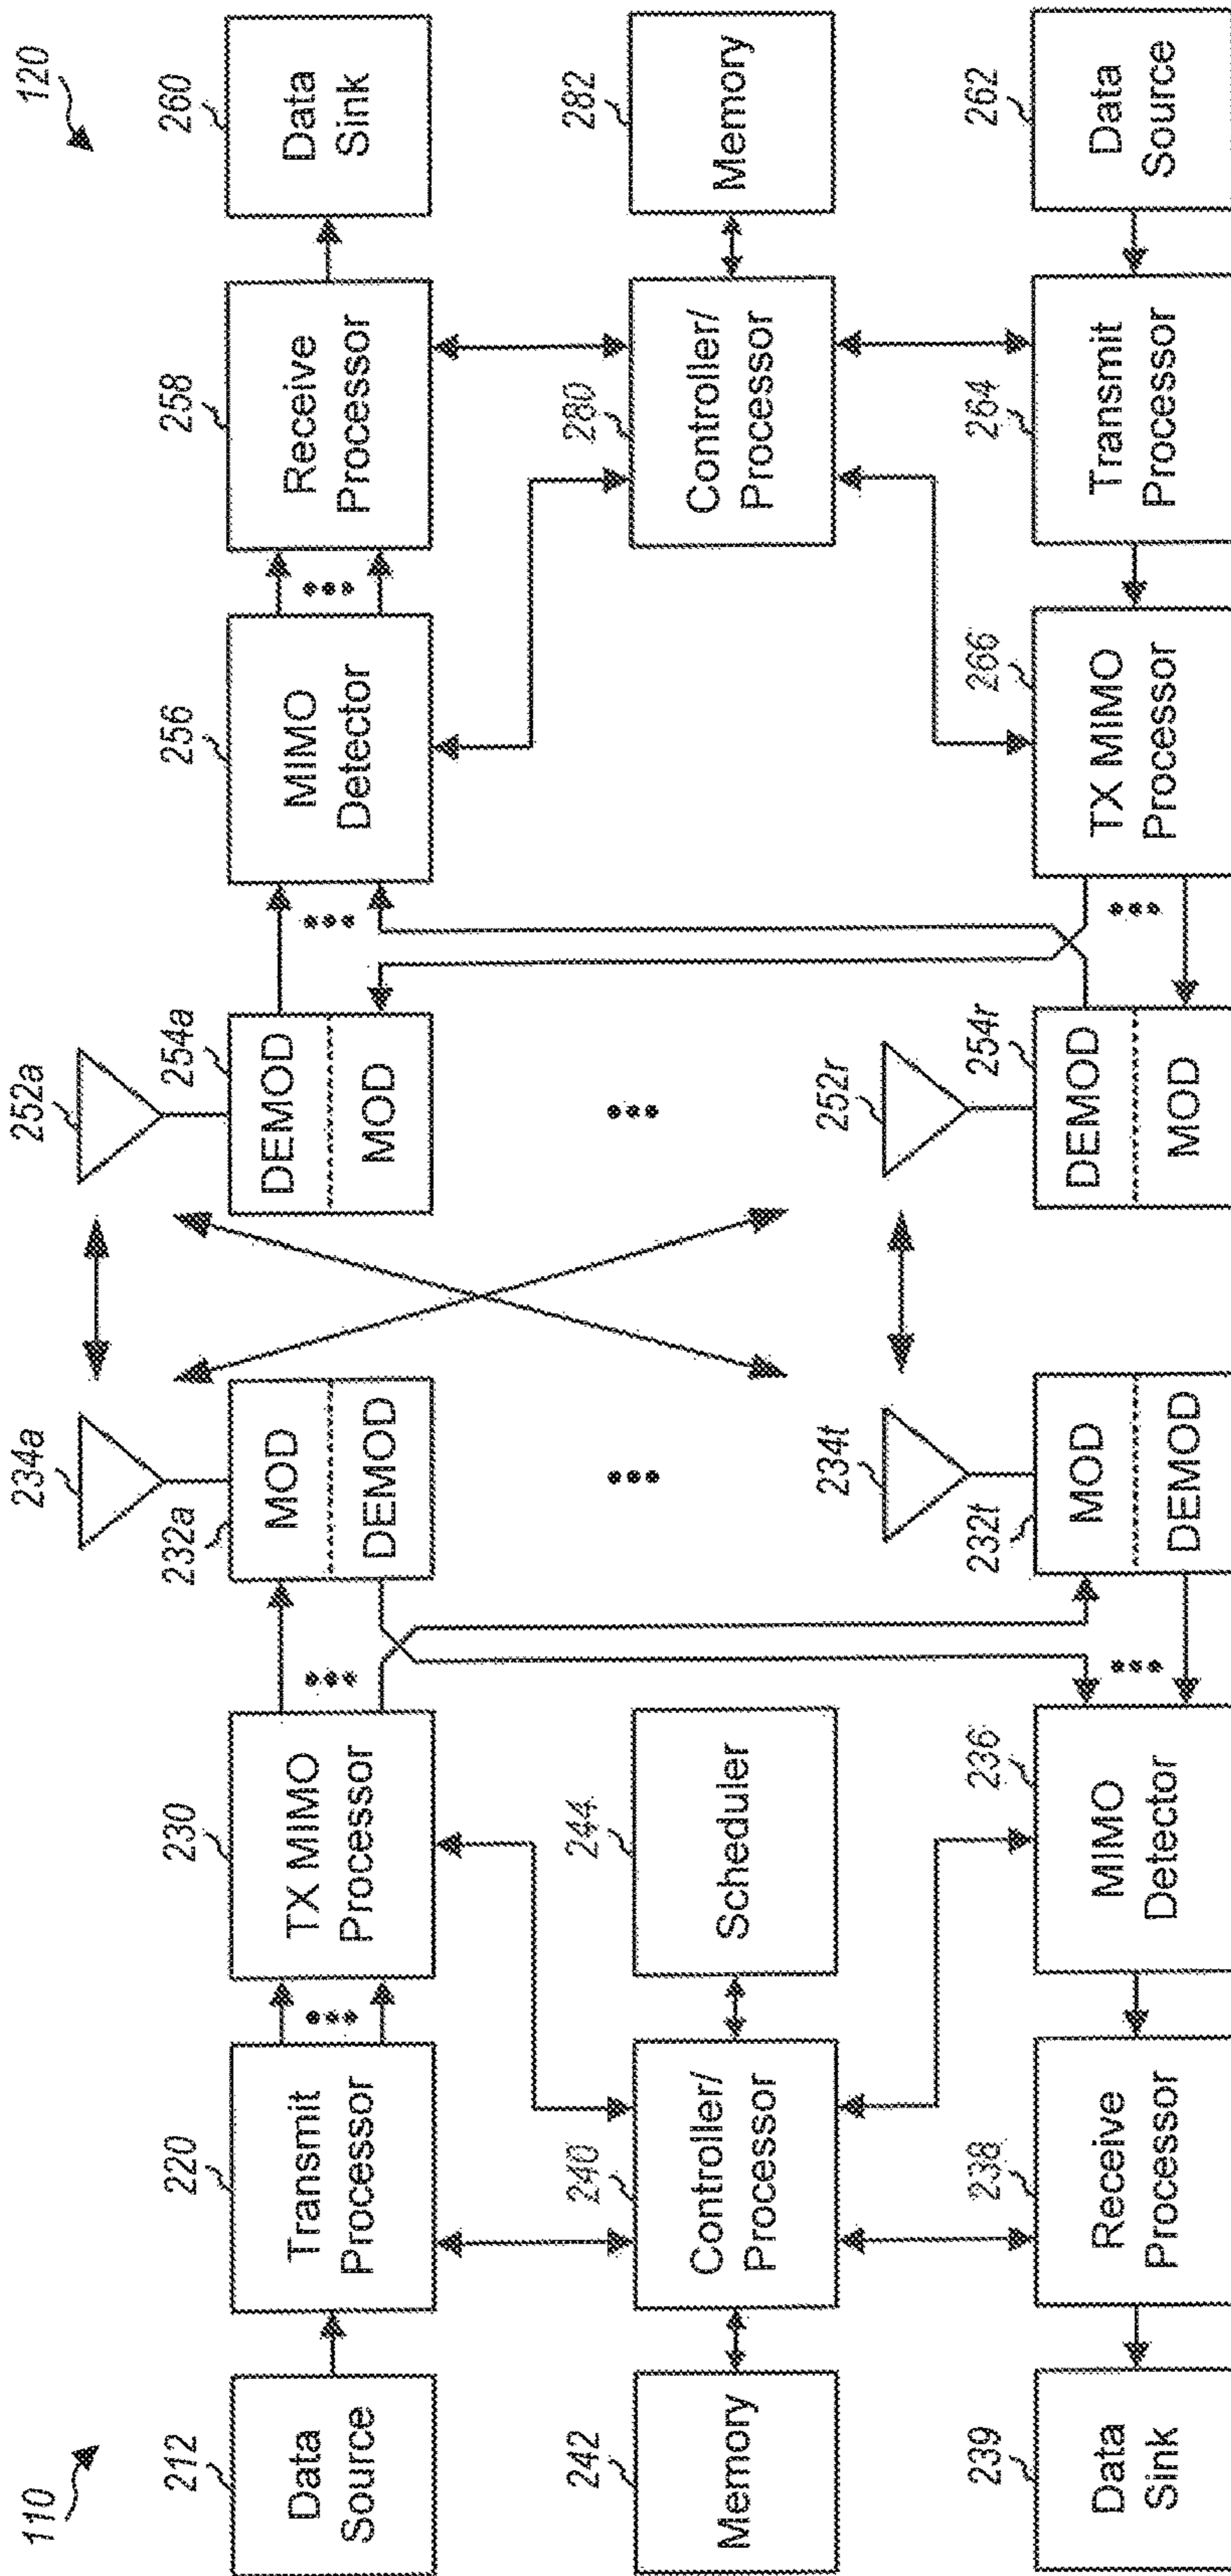 110
120
212
Data
Source
220
Transmit
Processor
230
TX MIMO
Processor
232a
MOD
DEMOD
234a
252a
254a
DEMOD
MOD
256
MIMO
Detector
258
Receive
Processor
260
Data
Sink
242
Memory
240
Controller/
Processor
244
Scheduler
280
Controller/
Processor
282
Memory
239
Data
Sink
238
Receive
Processor
236
MIMO
Detector
232t
MOD
DEMOD
234t
252r
254r
DEMOD
MOD
266
TX MIMO
Processor
264
Transmit
Processor
262
Data
Source